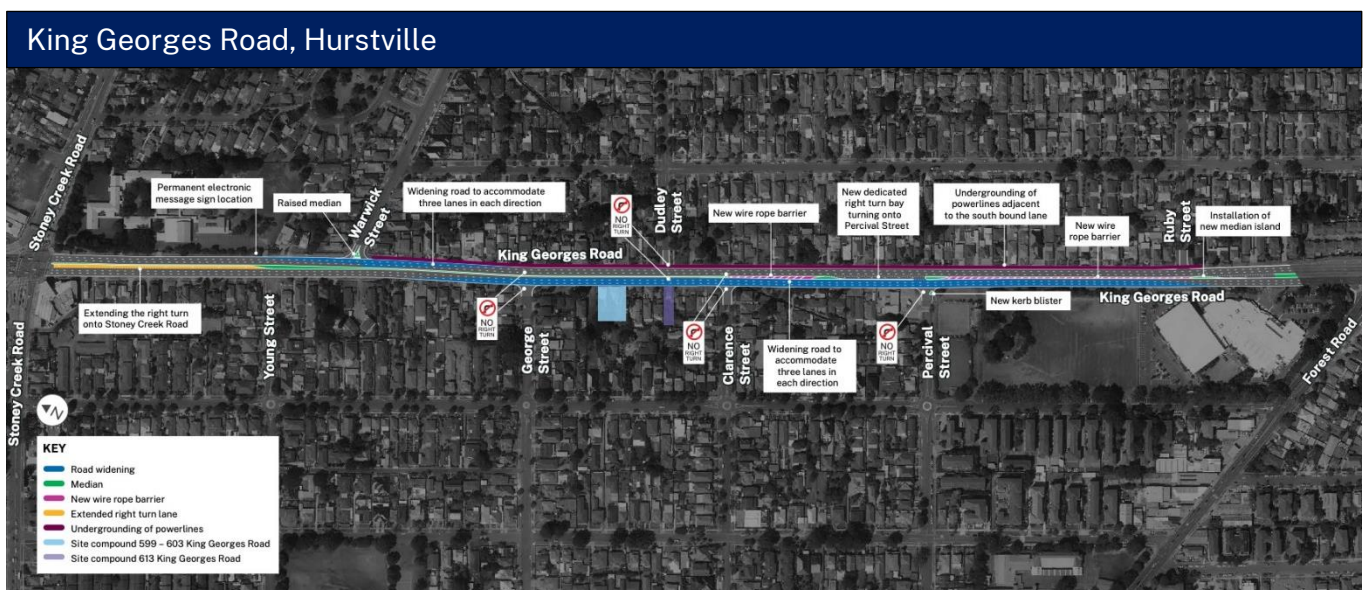 King Georges Road, Hurstville
Stoney Creek Road
Permanent electronic
message sign location
Raised median
Warwick
Street
Widening road to accommodate
three lanes in each direction
NO
RIGHT
TURN
Dudley
Street
King Georges Road
New wire rope barrier
New dedicated
right turn bay
turning onto
Percival Street
Undergrounding of
powerlines adjacent
to the south bound lane
New wire
rope barrier
Ruby
Street
Installation of
new median island
Extending the right turn
onto Stoney Creek Road
Stoney Creek Road
Young Street
NO
RIGHT
TURN
George
Street
NO
RIGHT
TURN
Clarence
Street
Widening road to
accommodate
three lanes in
each direction
NO
RIGHT
TURN
Percival
Street
New kerb blister
King Georges Road
Forest Road
N
KEY
Road widening
Median
New wire rope barrier
Extended right turn lane
Undergrounding of powerlines
Site compound 599 – 603 King Georges Road
Site compound 613 King Georges Road